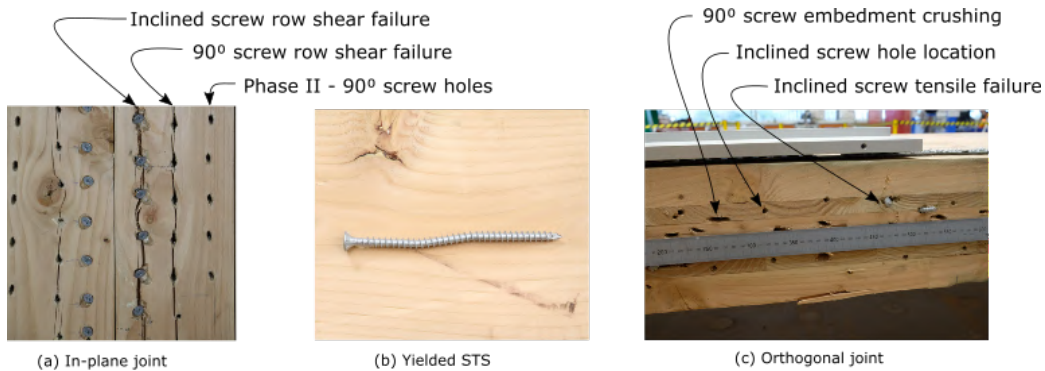 Inclined screw row shear failure
90º screw row shear failure
Phase II - 90º screw holes
90º screw embedment crushing
Inclined screw hole location
Inclined screw tensile failure
(a) In-plane joint
(b) Yielded STS
(c) Orthogonal joint